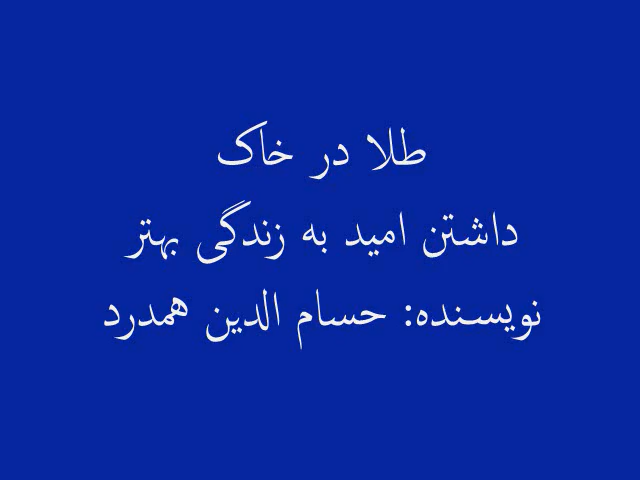 طلا در خاک
داشتن امید به زندگی بهتر
نویسنده: حسام الدین همدرد